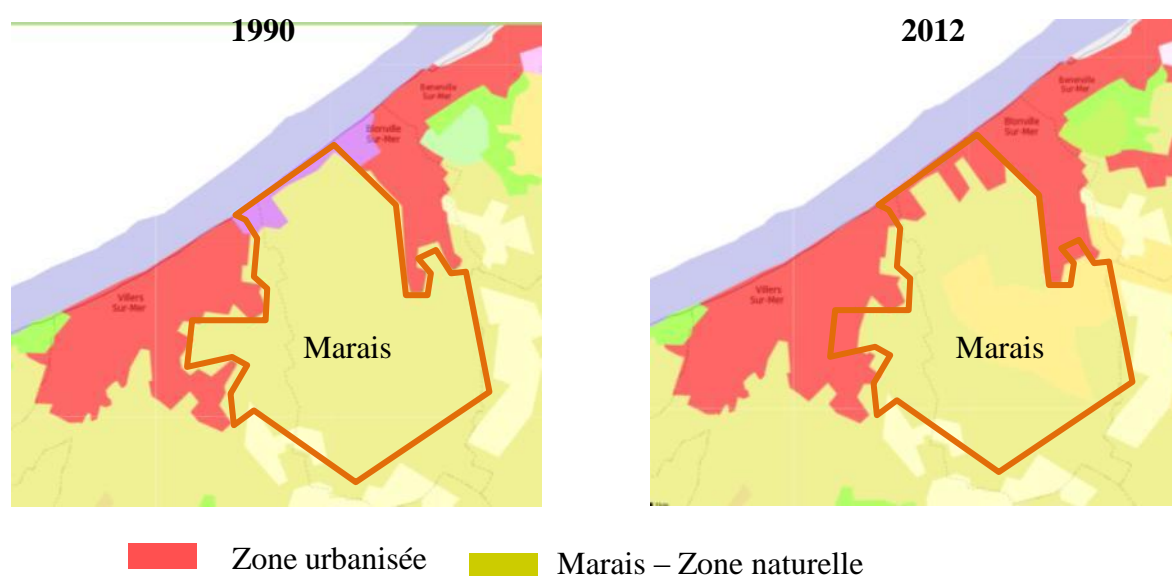 1990
2012
Benerville
Sur-Mer
Blonville
Sur-Mer
Villers
Sur-Mer
Marais
Benerville
Sur-Mer
Blonville
Sur-Mer
Villers
Sur-Mer
Marais
Zone urbanisée
Marais – Zone naturelle